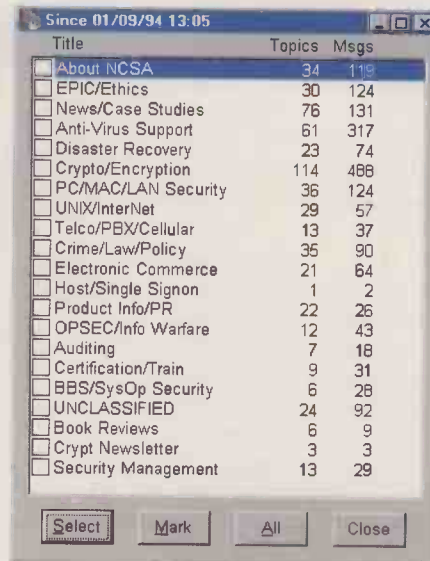 Since 01/09/94 13:05
Title Topics Msgs
About NCSA 34 119
EPIC/Ethics 30 124
News/Case Studies 76 131
Anti-Virus Support 61 317
Disaster Recovery 23 74
Crypto/Encryption 114 488
PC/MAC/LAN Security 36 124
UNIX/InterNet 29 57
Telco/PBX/Cellular 13 37
Crime/Law/Policy 35 90
Electronic Commerce 21 64
Host/Single Signon 1 2
Product Info/PR 22 26
OPSEC/Info Warfare 12 43
Auditing 7 18
Certification/Train 9 31
BBS/SysOp Security 6 28
UNCLASSIFIED 24 92
Book Reviews 6 9
Crypt Newsletter 3 3
Security Management 13 29
Select Mark All Close